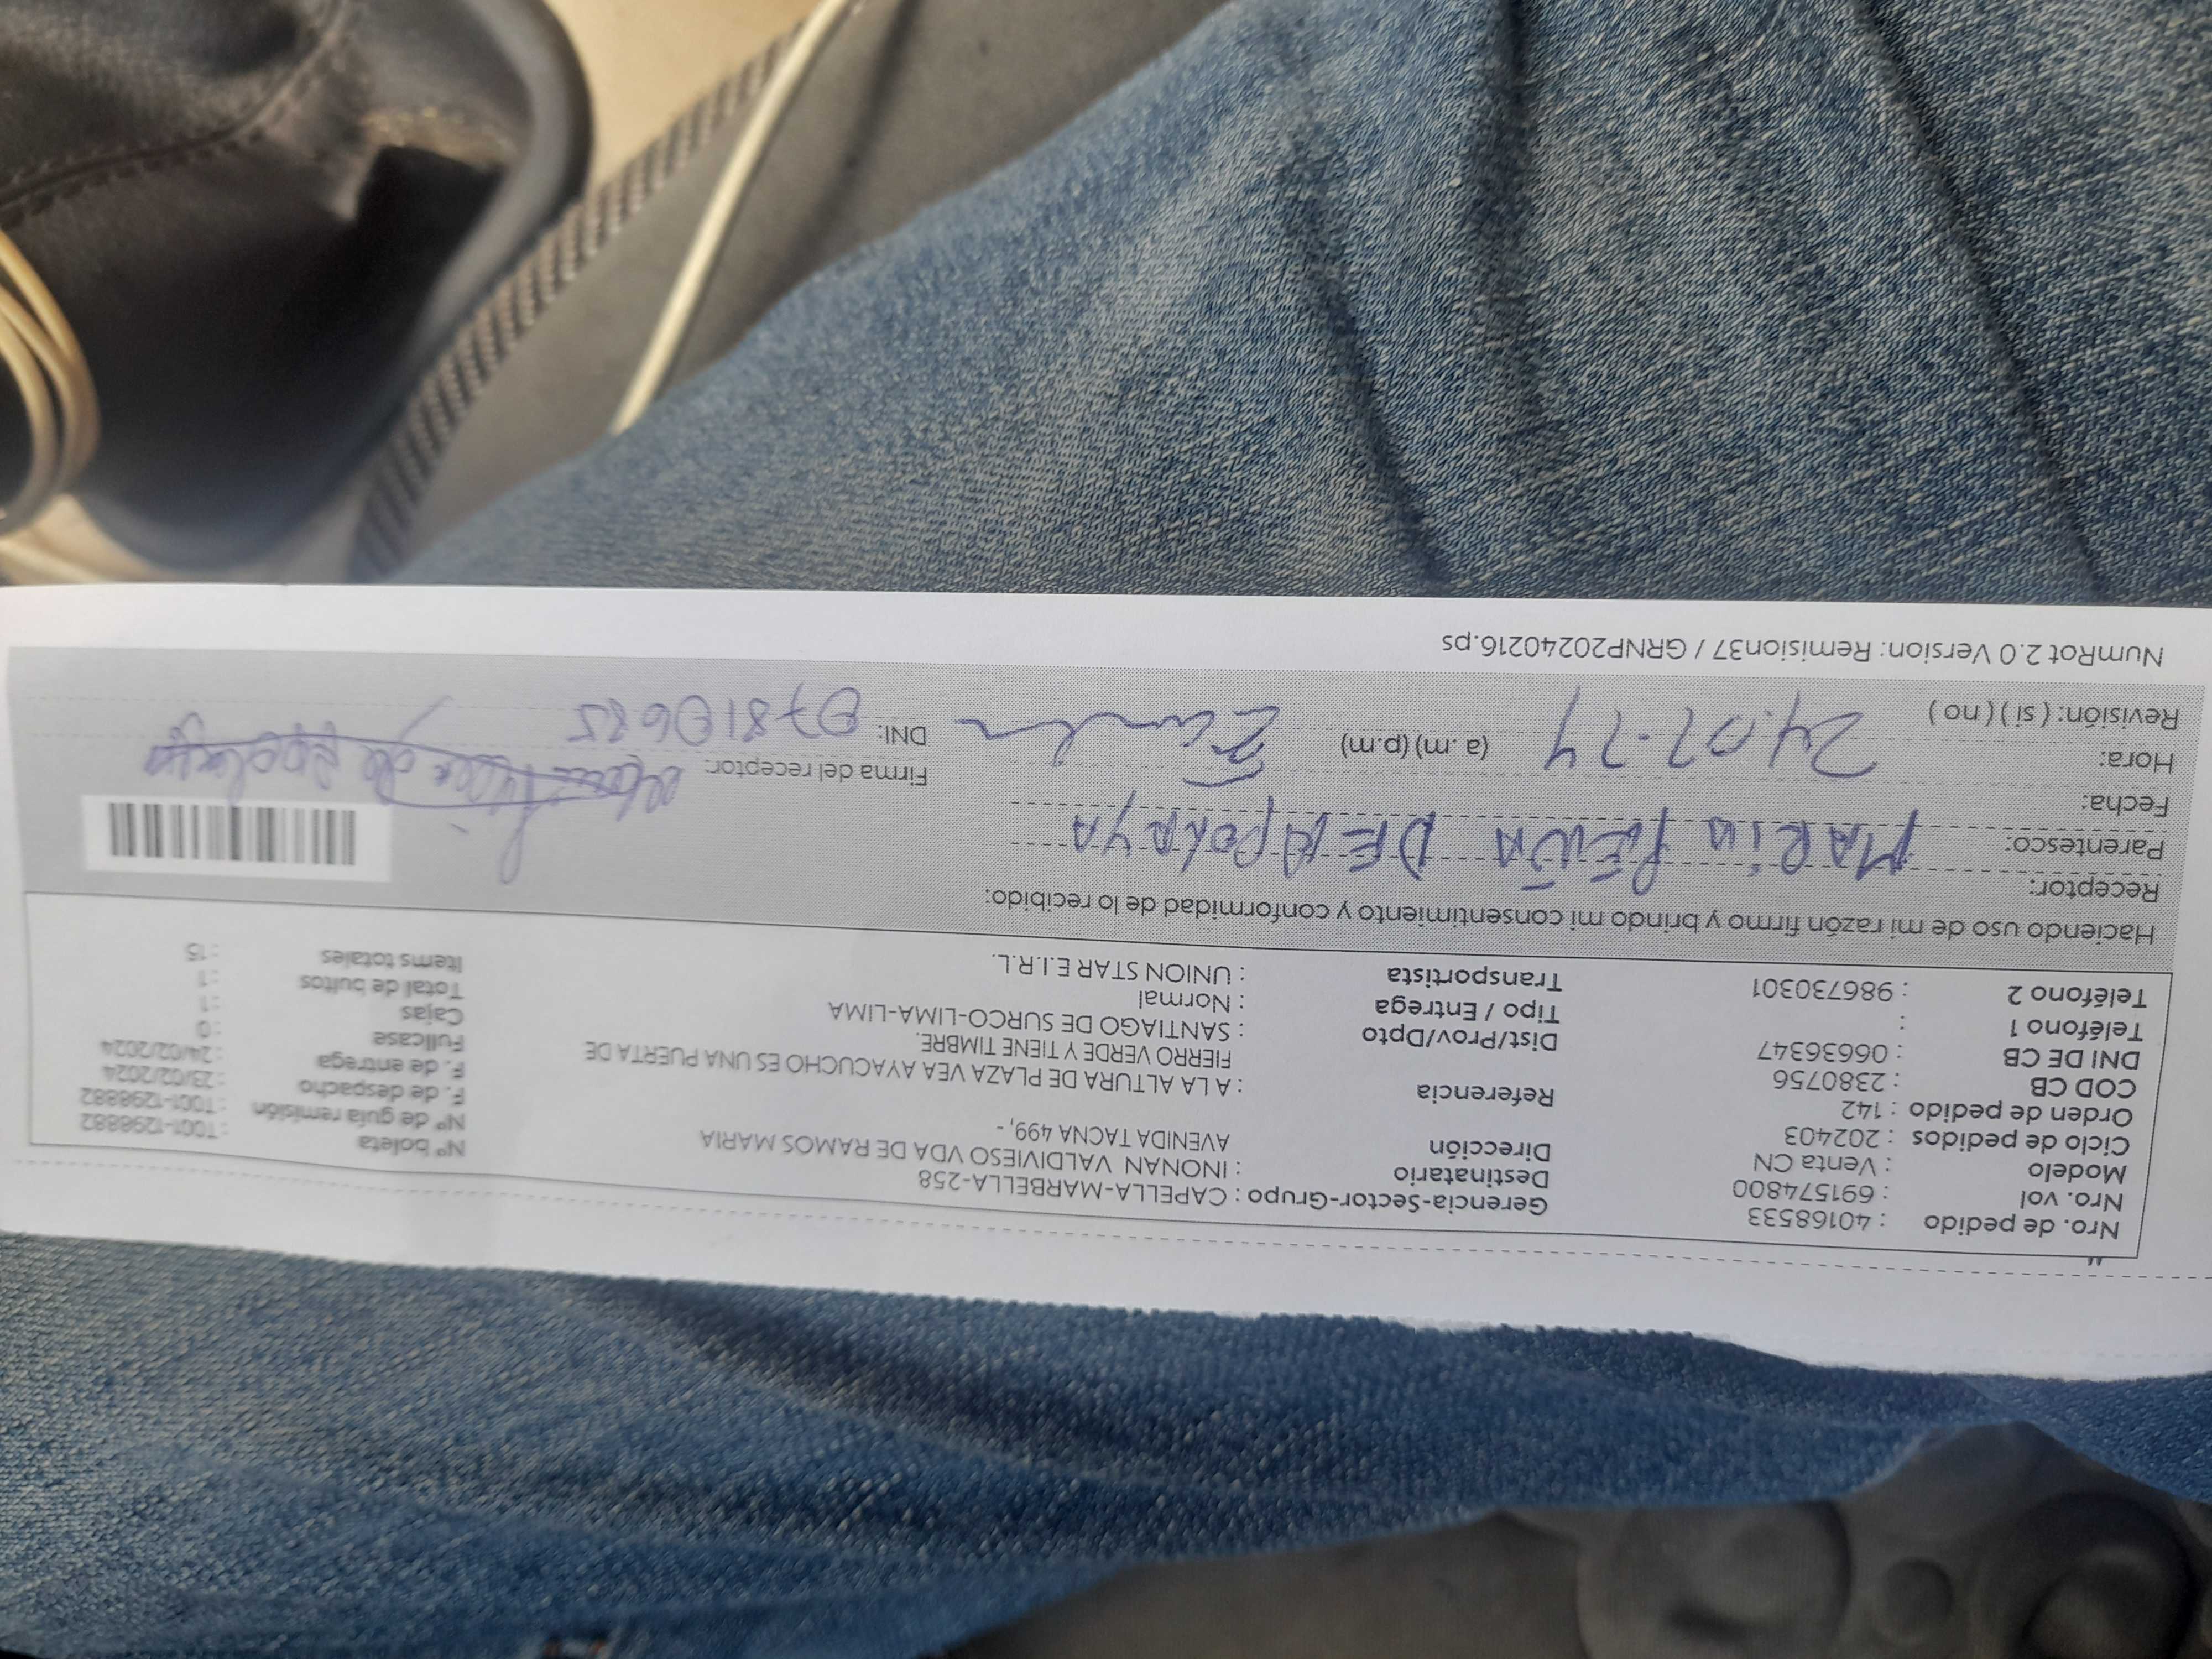 Nro. de pedido : 40168533
Nro. vol : 691574800
Modelo : Venta CN
Ciclo de pedidos : 202403
Orden de pedido : 142
COD CB : 2380756
DNI DE CB : 06636347
Teléfono 1 :
Teléfono 2 : 986730301
Gerencia-Sector-Grupo : CAPELLA-MARBELLA-258
Destinatario : INONAN VALDIVIESO VDA DE RAMOS MARIA
Dirección AVENIDA TACNA 499, -
Referencia : A LA ALTURA DE PLAZA VEA AYACUCHO ES UNA PUERTA DE
FIERRO VERDE Y TIENE TIMBRE.
Dist/Prov/Dpto : SANTIAGO DE SURCO-LIMA-LIMA
Tipo / Entrega : Normal
Transportista : UNION STAR E.I.R.L.
Nº boleta : T001-1298882
Nº de guía remisión : T001-1298882
F. de despacho : 23/02/2024
F. de entrega : 24/02/2024
Fullcase : 0
Cajas : 1
Total de bultos : 1
Items totales : 15
Haciendo uso de mi razón firmo y brindo mi consentimiento y conformidad de lo recibido:
Receptor: MARIA PEÑA DE APOLAYA
Parentesco:
Fecha:
Hora: 24.02.24 (a.m) (p.m)
Revisión: ( si ) ( no )
Firma del receptor:
DNI: 07810685
NumRot 2.0 Version: Remision37 / GRNP20240216.ps